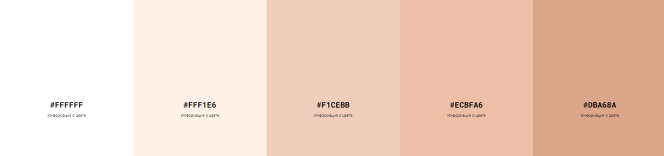 #FFFFFF
Информация о цвете
#FFF1E6
Информация о цвете
#F1CEBB
Информация о цвете
#ECBFA6
Информация о цвете
#DBA68A
Информация о цвете